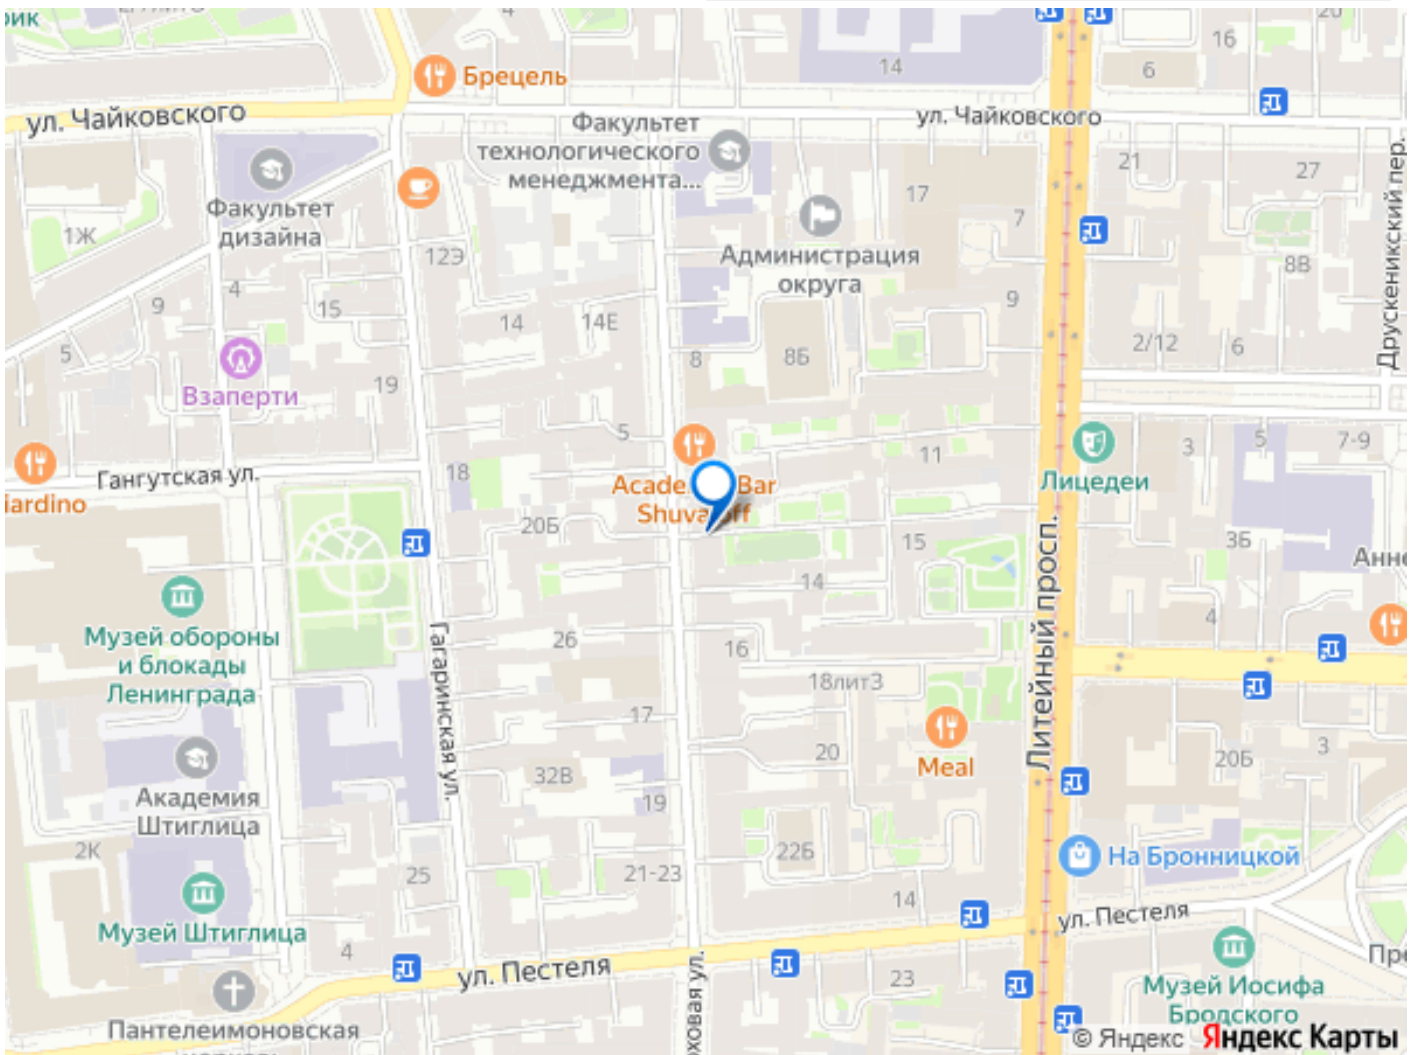 20
16
14
6
Брецель
ул. Чайковского
ул. Чайковского
Факультет
технологического
менеджмента...
21
27
17
Факультет
дизайна
1Ж
7
Администрация
округа
12Э
8В
Друскеникский пер.
4
9
15
9
14
14Е
2/12
6
5
8
8Б
19
Взаперти
5
3
5
7-9
11
Лицедеи
Гангутская ул.
18
iardino
Shuva
20Б
15
3Б
Анне
14
Музей обороны
и блокады
Ленинграда
4
26
16
Гагаринская ул.
Литейный просп.
18литЗ
17
20
Meal
20Б
3
32В
19
Академия
Штиглица
2К
22Б
На Бронницкой
21-23
25
14
ул. Пестеля
Музей Штиглица
4
ул. Пестеля
23
оховая ул.
Музей Иосифа
Бродского
Пантелеимоновская
© Яндекс Яндекс Карты